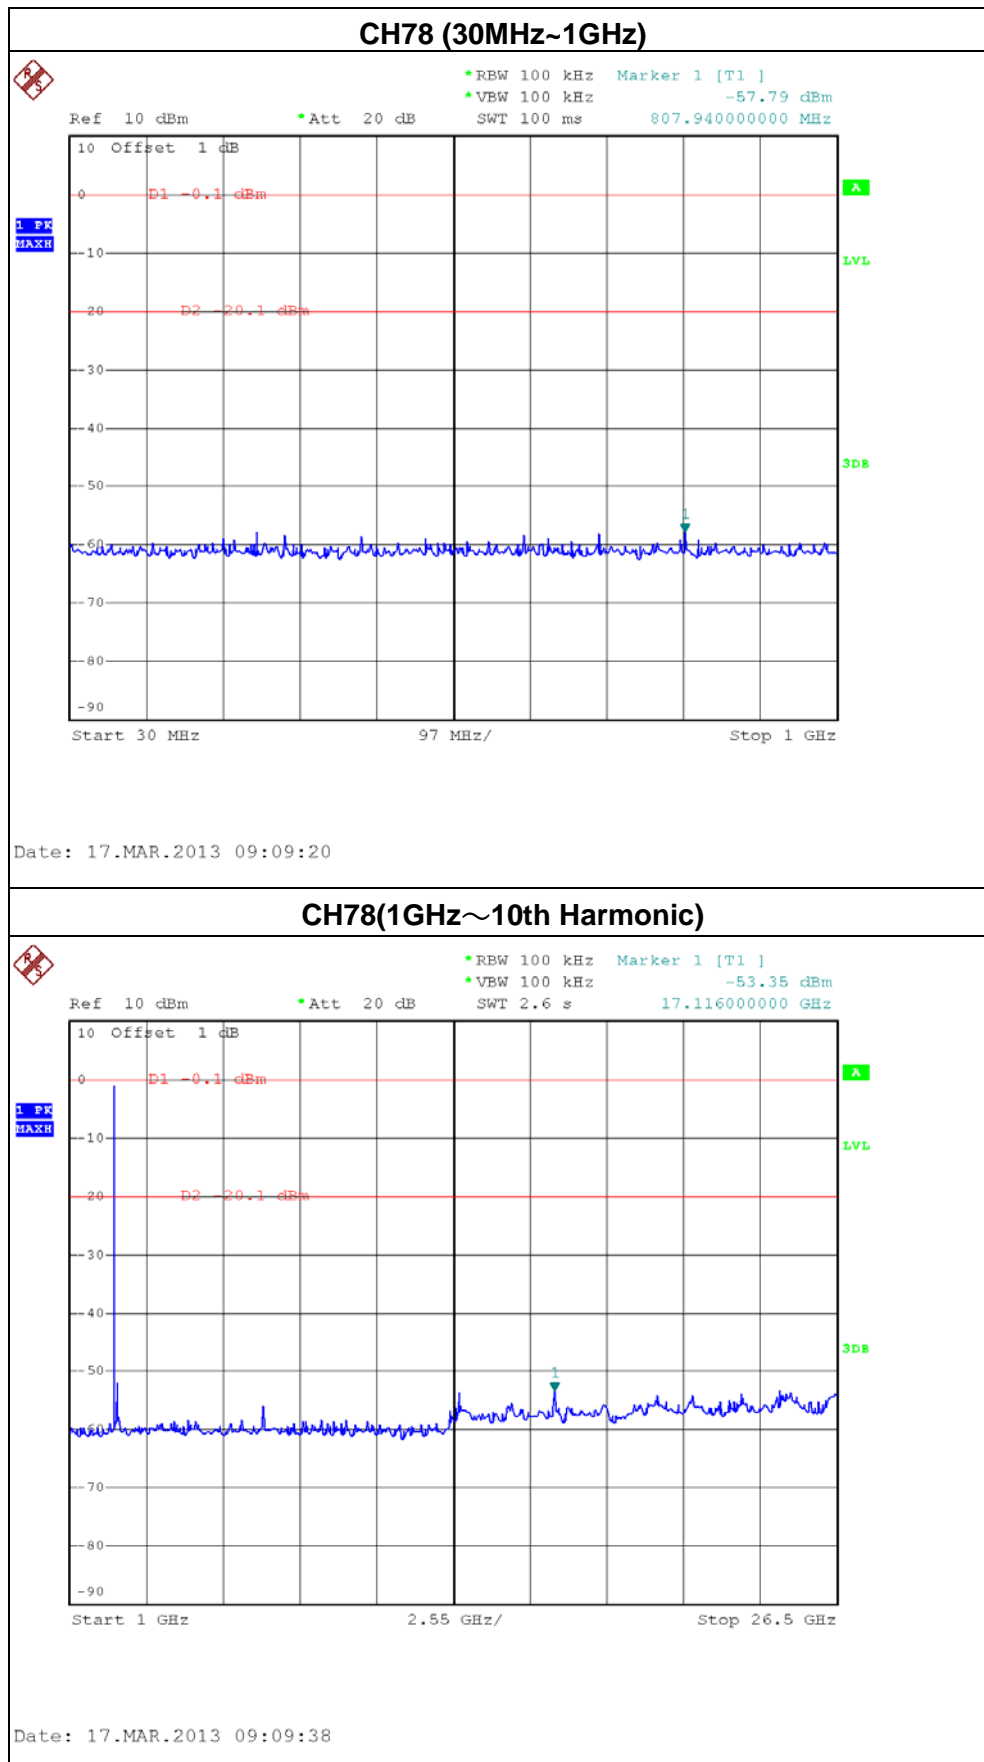 CH78 (30MHz~1GHz)
R S
*RBW 100 kHz Marker 1 [T1 ]
*VBW 100 kHz -57.79 dBm
Ref 10 dBm *Att 20 dB SWT 100 ms 807.940000000 MHz
10 Offset 1 dB
0 D1 -0.1 dBm
A
1 PK
MAXH
-10
LVL
-20 D2 -20.1 dBm
-30
-40
3DB
-50
1
-60
-70
-80
-90
Start 30 MHz 97 MHz/ Stop 1 GHz
Date: 17.MAR.2013 09:09:20
CH78(1GHz～10th Harmonic)
R S
*RBW 100 kHz Marker 1 [T1 ]
*VBW 100 kHz -53.35 dBm
Ref 10 dBm *Att 20 dB SWT 2.6 s 17.116000000 GHz
10 Offset 1 dB
0 D1 -0.1 dBm
A
1 PK
MAXH
-10
LVL
-20 D2 -20.1 dBm
-30
-40
3DB
-50
1
-60
-70
-80
-90
Start 1 GHz 2.55 GHz/ Stop 26.5 GHz
Date: 17.MAR.2013 09:09:38